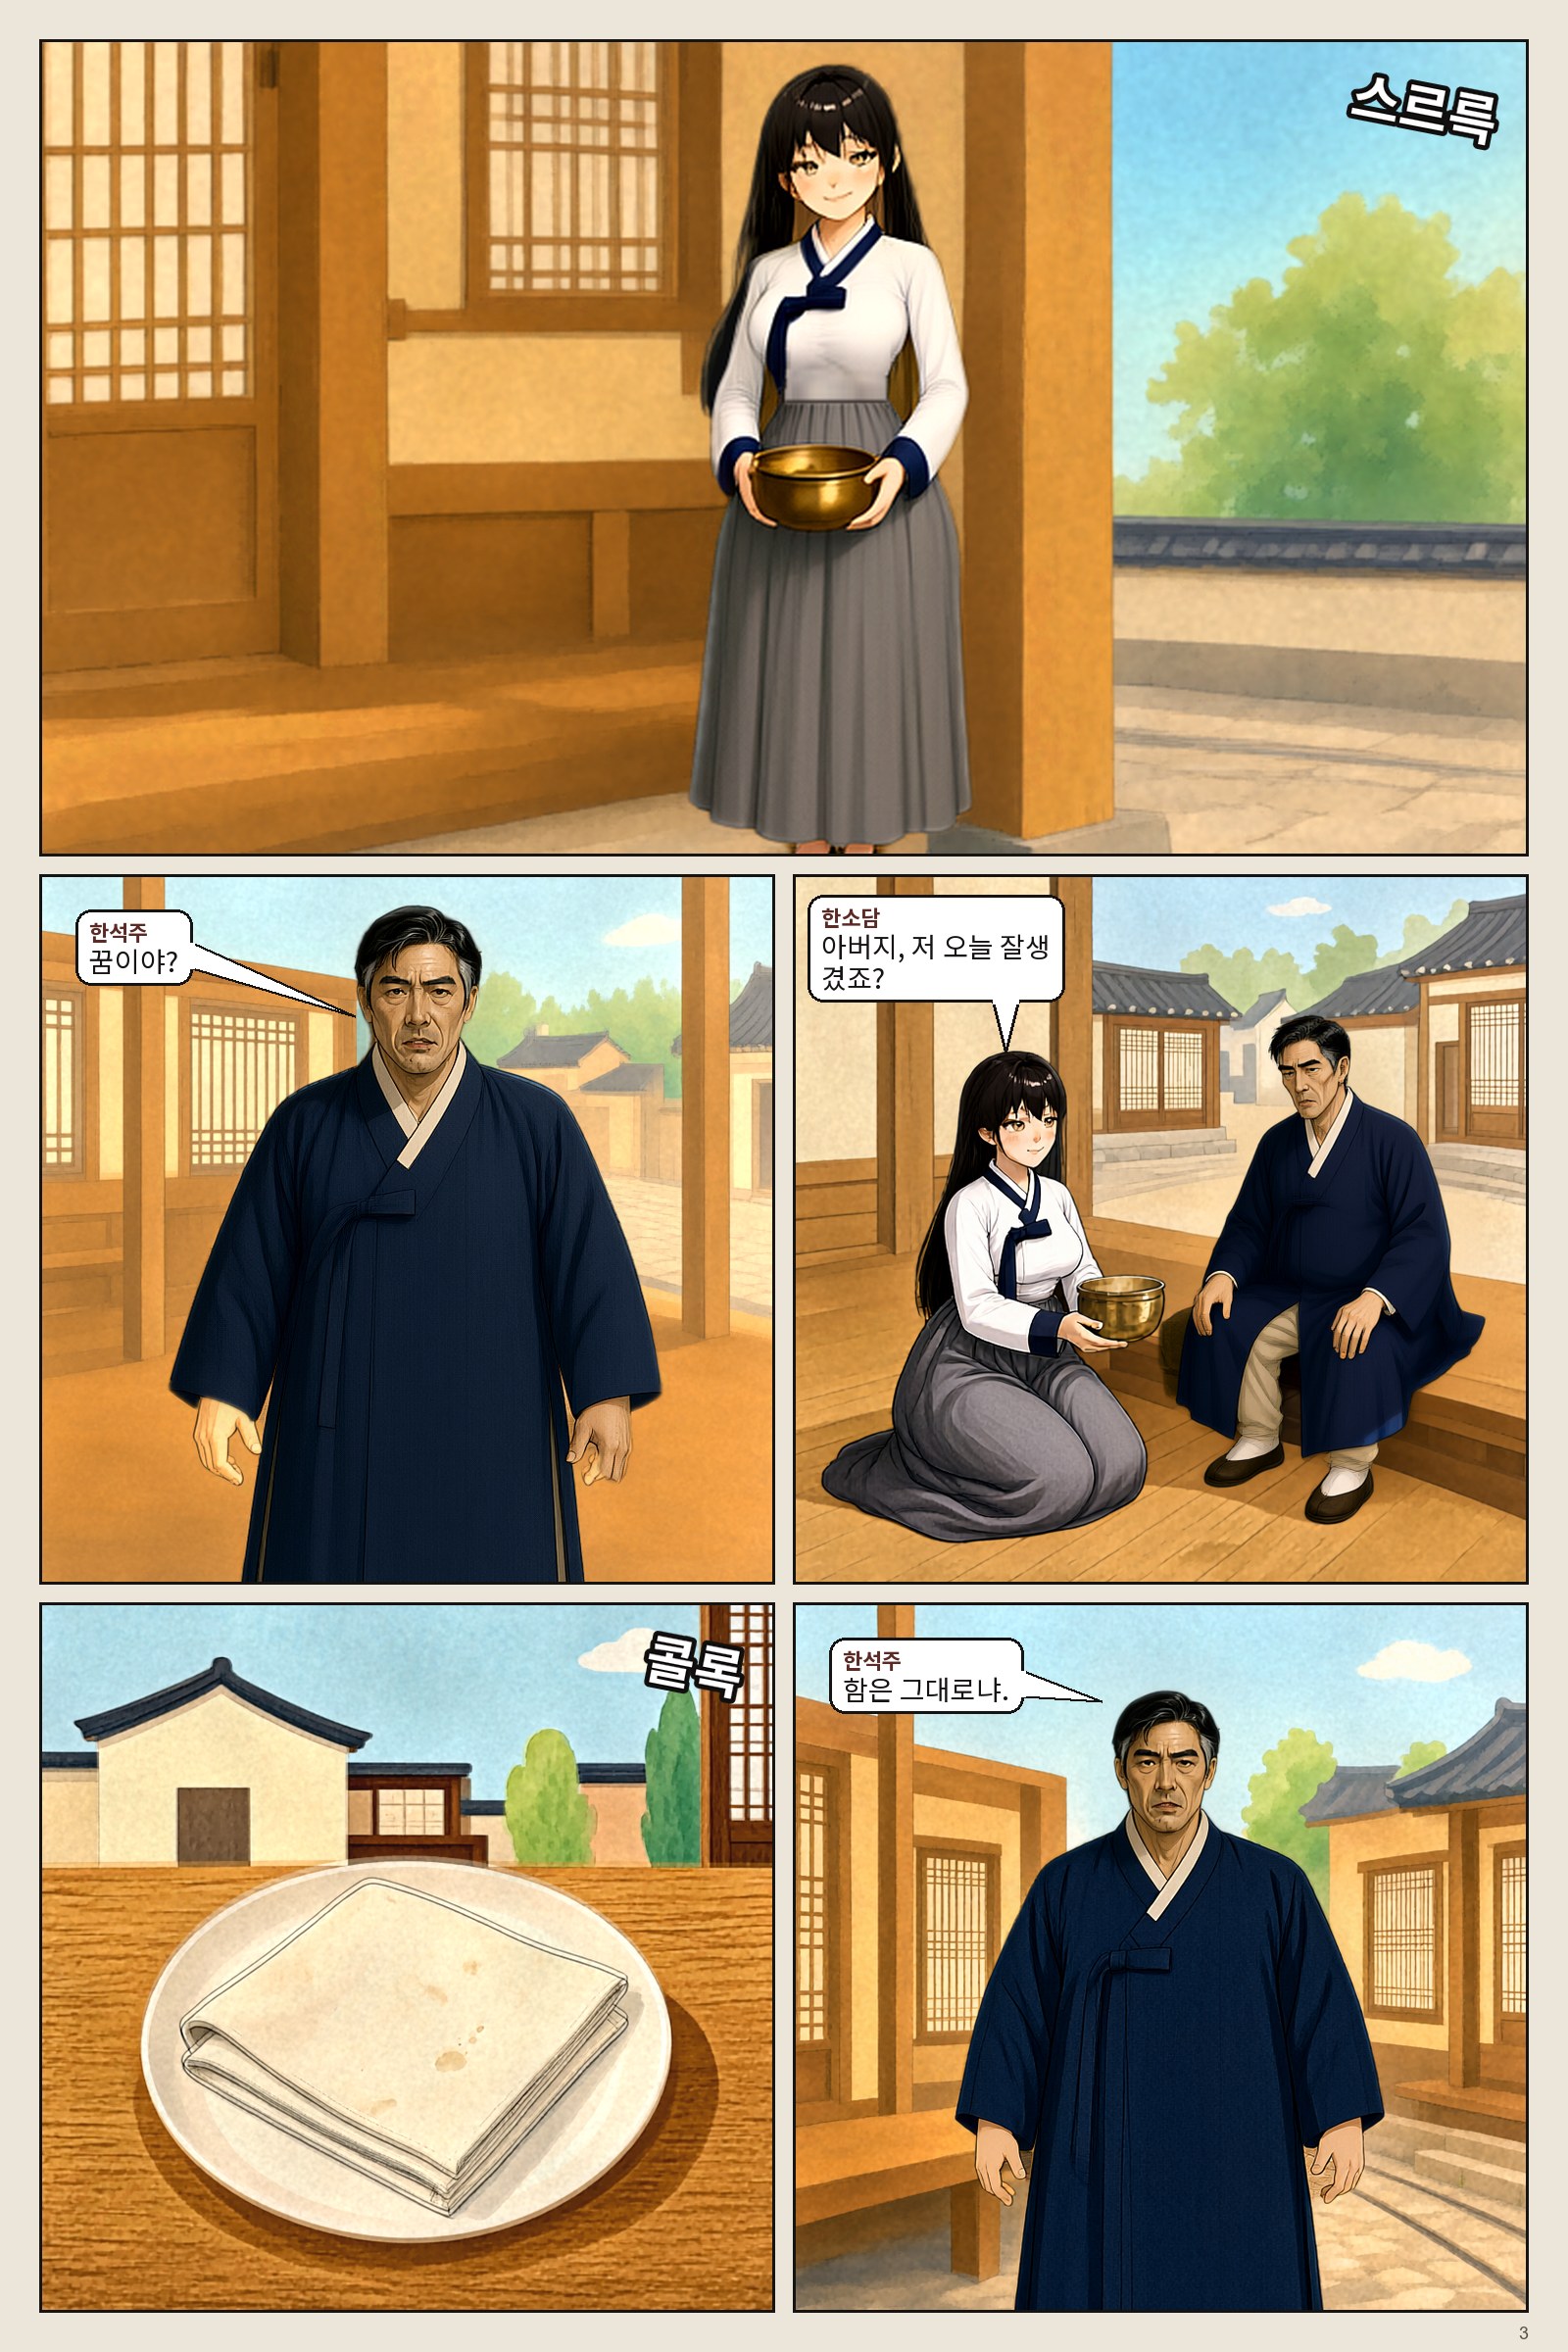 스르륵
한석주
꿈이야?
한소담
아버지, 저 오늘 잘생
겼죠?
콜록
한석주
함은 그대로냐.
3